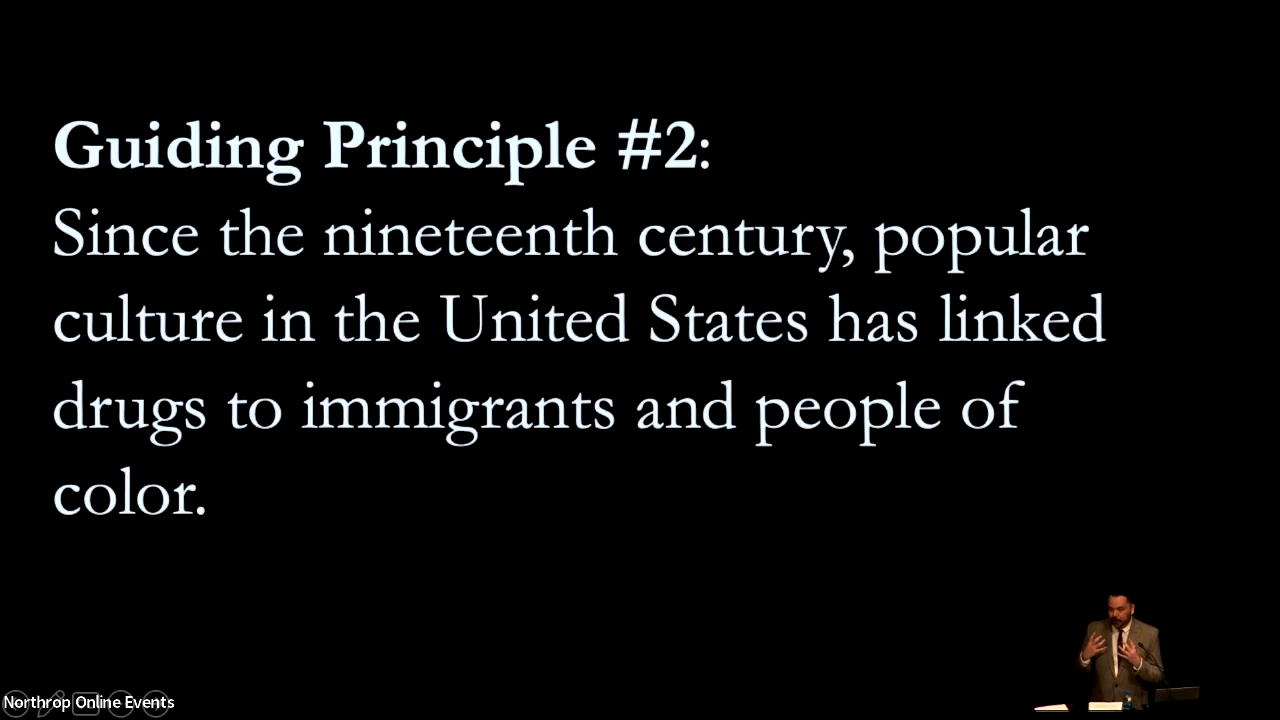 Guiding Principle #2:
Since the nineteenth century, popular
culture in the United States has linked
drugs to immigrants and people of
color.
Northrop Online Events